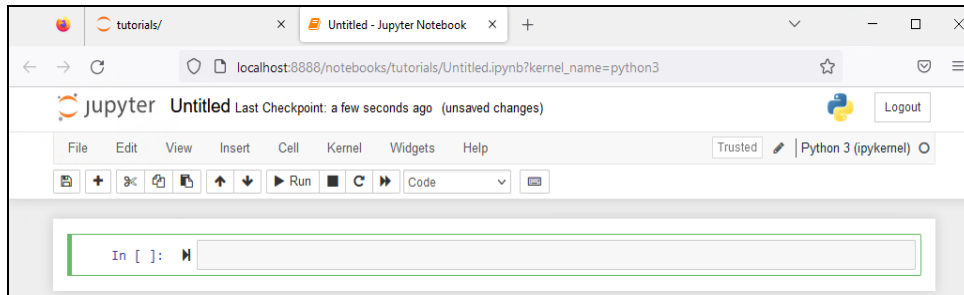 tutorials/
Untitled - Jupyter Notebook
localhost:8888/notebooks/tutorials/Untitled.ipynb?kernel_name=python3
jupyter Untitled Last Checkpoint: a few seconds ago (unsaved changes)
Logout
File Edit View Insert Cell Kernel Widgets Help
Trusted
Python 3 (ipykernel)
Run
Code
In [ ]: